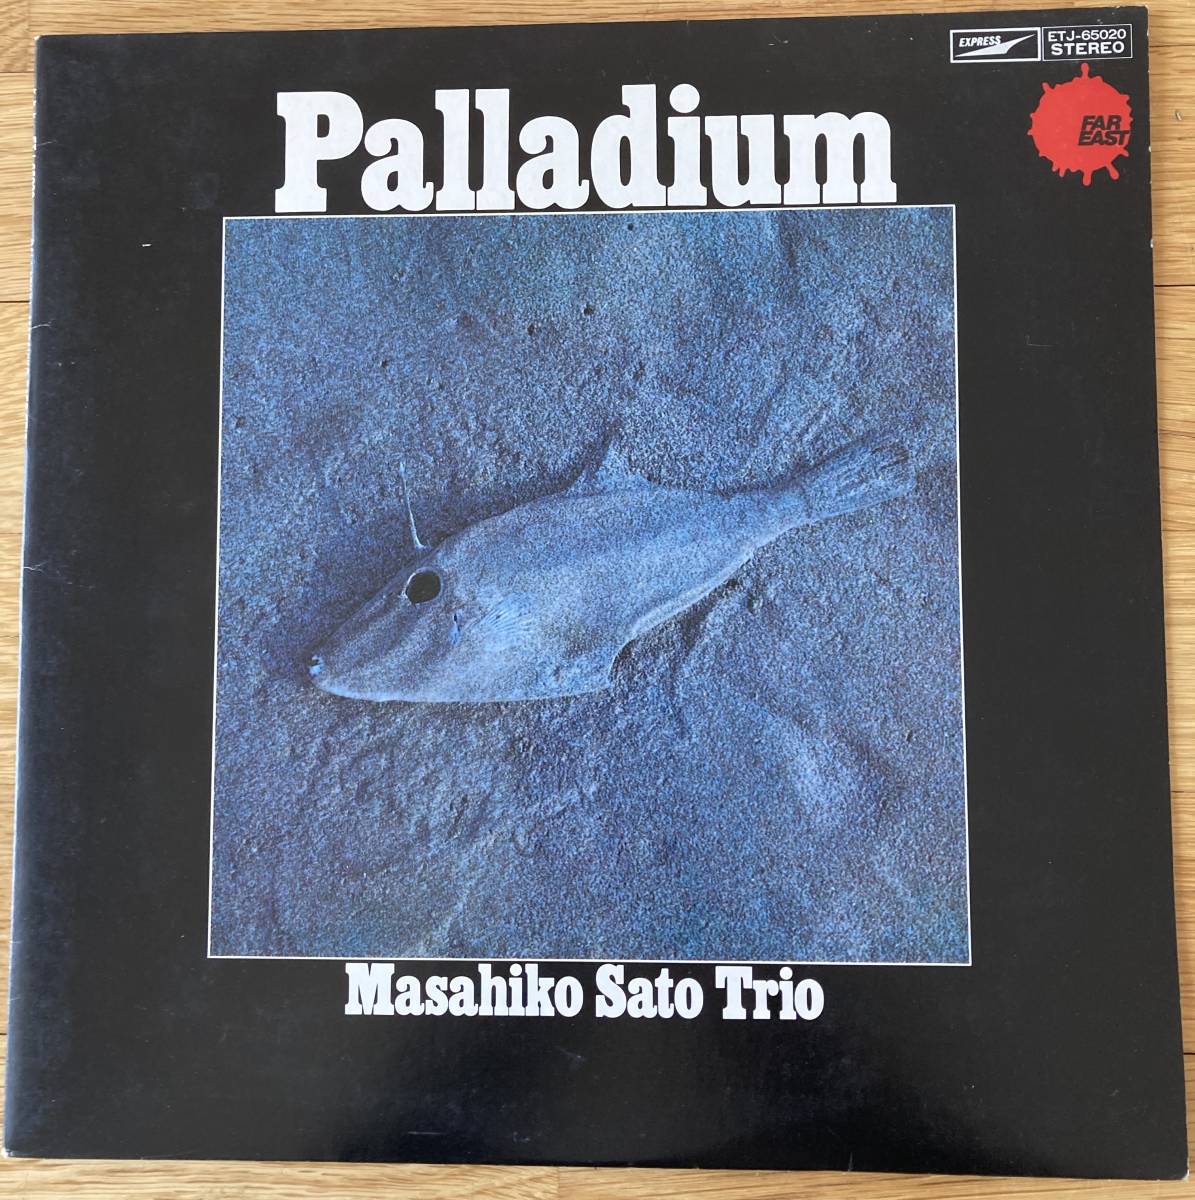 EXPRESS
ETJ-65020
STEREO
FAR
EAST
Palladium
Masahiko Sato Trio